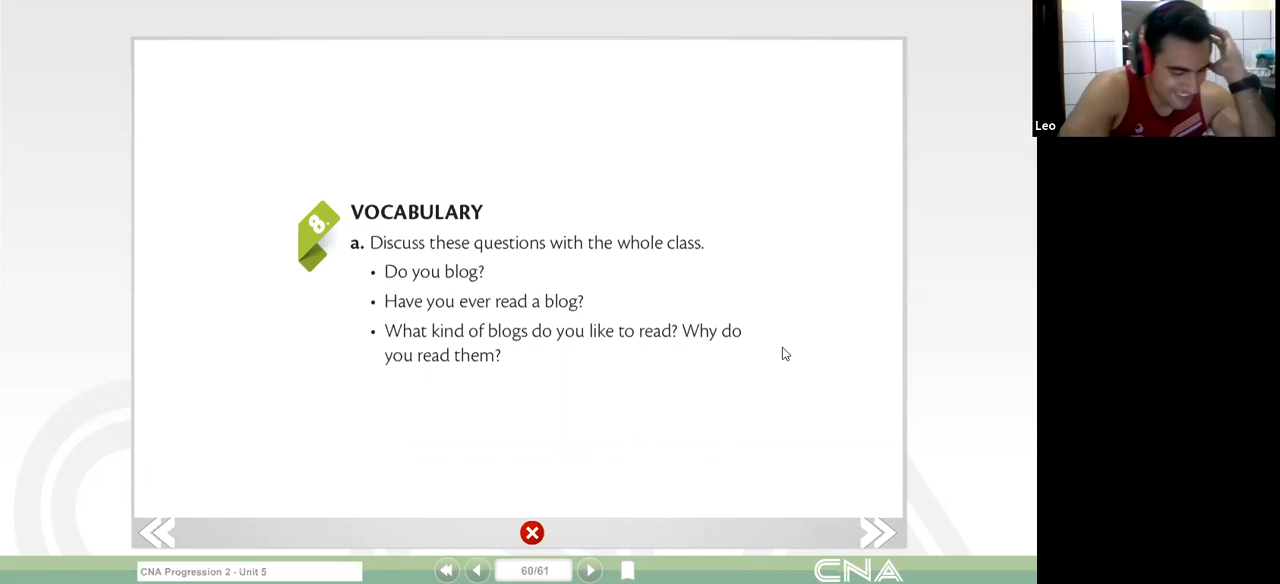 Leo
8.
VOCABULARY
a. Discuss these questions with the whole class.
• Do you blog?
• Have you ever read a blog?
• What kind of blogs do you like to read? Why do
you read them?
CNA Progression 2 - Unit 5
60/61
CNA